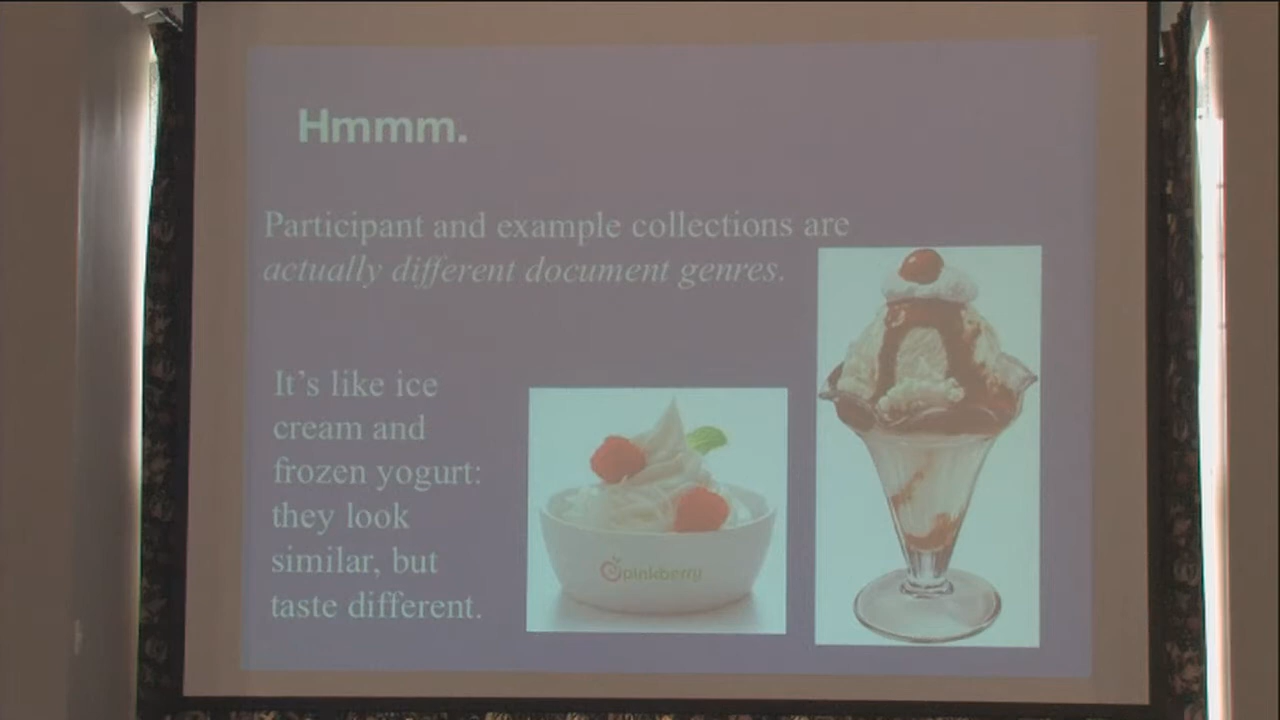 Hmmm.
Participant and example collections are
actually different document genres.
It's like ice
cream and
frozen yogurt:
they look
similar, but
taste different.
pinkberry